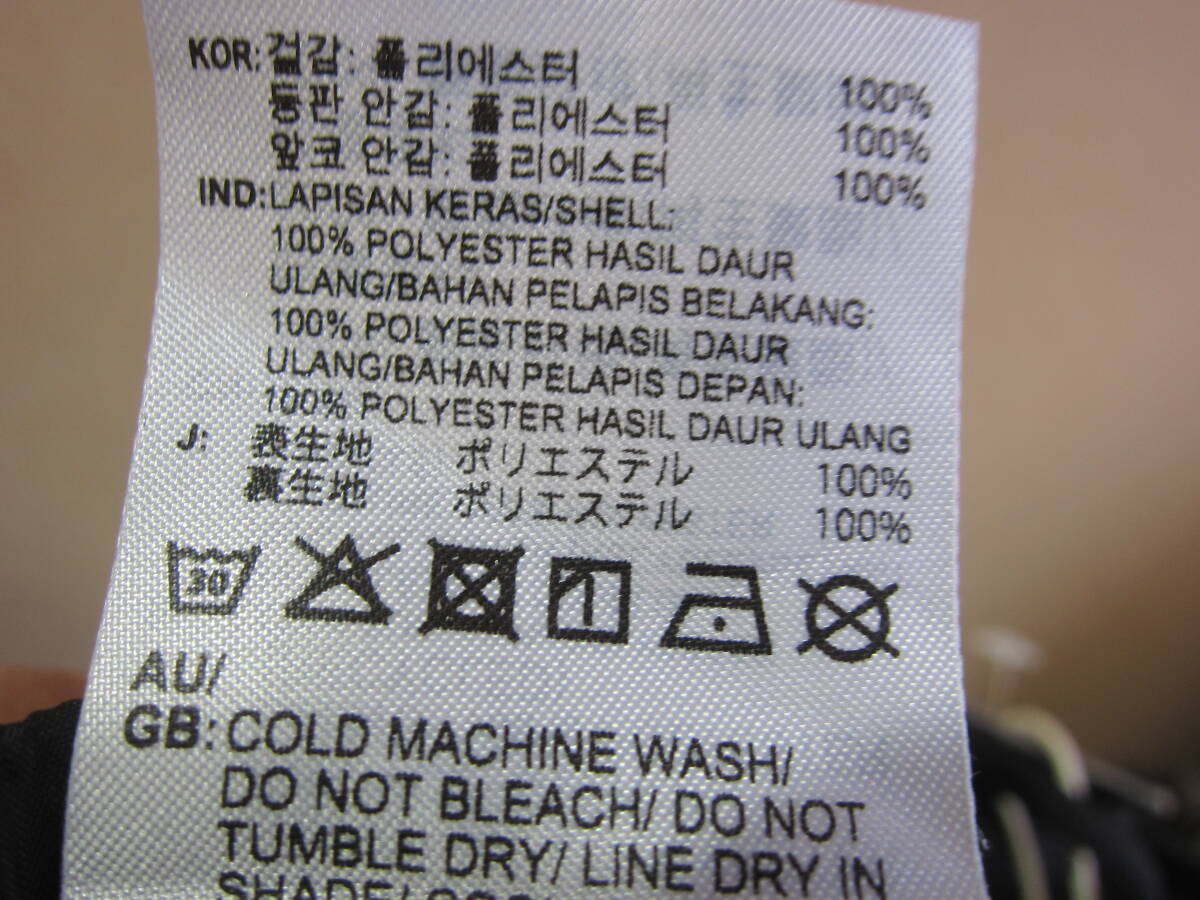 KOR: 겉감: 폴리에스터 100%
등판 안감: 폴리에스터 100%
앞코 안감: 폴리에스터 100%
IND: LAPISAN KERAS/SHELL:
100% POLYESTER HASIL DAUR
ULANG/BAHAN PELAPIS BELAKANG:
100% POLYESTER HASIL DAUR
ULANG/BAHAN PELAPIS DEPAN:
100% POLYESTER HASIL DAUR ULANG
J: 表生地 ポリエステル 100%
裏生地 ポリエステル 100%
30
AU/
GB: COLD MACHINE WASH/
DO NOT BLEACH/ DO NOT
TUMBLE DRY/ LINE DRY IN
SHADE/